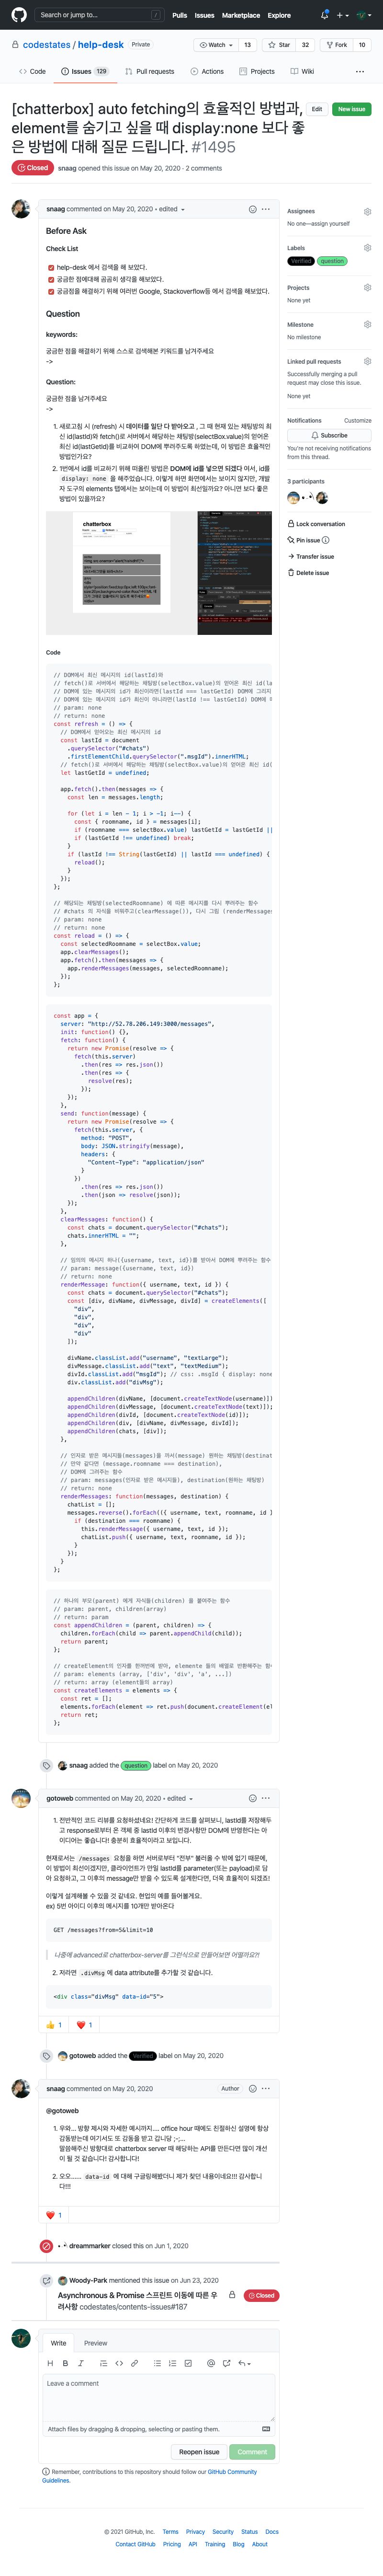 Search or jump to...
/
Pulls Issues Marketplace Explore
codestates / help-desk Private
Watch 13 Star 32 Fork 10
Code Issues 129 Pull requests Actions Projects Wiki
[chatterbox] auto fetching의 효율적인 방법과,
element를 숨기고 싶을 때 display:none 보다 좋
은 방법에 대해 질문 드립니다. #1495
Edit New issue
Closed snaag opened this issue on May 20, 2020 · 2 comments
snaag commented on May 20, 2020 • edited
Before Ask
Check List
help-desk 에서 검색을 해 보았다.
궁금한 점에대해 곰곰히 생각을 해보았다.
궁금점을 해결하기 위해 여러번 Google, Stackoverflow등 에서 검색을 해보았다.
Question
keywords:
궁금한 점을 해결하기 위해 스스로 검색해본 키워드를 남겨주세요
->
Question:
궁금한 점을 남겨주세요
->
1. 새로고침 시 (refresh) 시 데이터를 일단 다 받아오고 , 그 때 현재 있는 채팅방의 최
신 id(lastId)와 fetch()로 서버에서 해당하는 채팅방(selectBox.value)의 얻어온
최신 id(lastGetId)를 비교하여 DOM에 뿌려주도록 하였는데, 이 방법은 효율적인
방법인가요?
2. 1번에서 id를 비교하기 위해 떠올린 방법은 DOM에 id를 넣으면 되겠다 여서, id를
display: none 을 해주었습니다. 이렇게 하면 화면에서는 보이지 않지만, 개발
자 도구의 elements 탭에서는 보이는데 이 방법이 최선일까요? 아니면 보다 좋은
방법이 있을까요?
chatterbox
Code
// DOM에서 최신 메시지의 id(lastId)와
// fetch()로 서버에서 해당하는 채팅방(selectBox.value)의 얻어온 최신 id(la
// DOM에 있는 메시지의 id가 최신이라면(lastId === lastGetId) DOM에 그리지
// DOM에 있는 메시지의 id가 최신이 아니라면(lastId !== lastGetId) DOM에 다
// param: none
// return: none
const refresh = () => {
// DOM에서 얻어오는 최신 메시지의 id
const lastId = document
.querySelector("#chats")
.firstElementChild.querySelector(".msgId").innerHTML;
// fetch()로 서버에서 해당하는 채팅방(selectBox.value)의 얻어온 최신 id(
let lastGetId = undefined;
app.fetch().then(messages => {
const len = messages.length;
for (let i = len - 1; i > -1; i--) {
const { roomname, id } = messages[i];
if (roomname === selectBox.value) lastGetId = lastGetId ||
if (lastGetId !== undefined) break;
}
if (lastId !== String(lastGetId) || lastId === undefined) {
reload();
}
});
};
// 해당되는 채팅방(selectedRoomname) 에 따른 메시지를 다시 뿌려주는 함수
// #chats 의 자식들 비워주고(clearMessage()), 다시 그림 (renderMessages
// param: none
// return: none
const reload = () => {
const selectedRoomname = selectBox.value;
app.clearMessages();
app.fetch().then(messages => {
app.renderMessages(messages, selectedRoomname);
});
};
const app = {
server: "http://52.78.206.149:3000/messages",
init: function() {},
fetch: function() {
return new Promise(resolve => {
fetch(this.server)
.then(res => res.json())
.then(res => {
resolve(res);
});
});
},
send: function(message) {
return new Promise(resolve => {
fetch(this.server, {
method: "POST",
body: JSON.stringify(message),
headers: {
"Content-Type": "application/json"
}
})
.then(res => res.json())
.then(json => resolve(json));
});
},
clearMessages: function() {
const chats = document.querySelector("#chats");
chats.innerHTML = "";
},
// 임의의 메시지 하나({username, text, id})를 받아서 DOM에 뿌려주는 함수
// param: message({username, text, id})
// return: none
renderMessage: function({ username, text, id }) {
const chats = document.querySelector("#chats");
const [div, divName, divMessage, divId] = createElements([
"div",
"div",
"div",
"div"
]);
divName.classList.add("username", "textLarge");
divMessage.classList.add("text", "textMedium");
divId.classList.add("msgId"); // css: .msgId { display: none
div.classList.add("divMsg");
appendChildren(divName, [document.createTextNode(username)])
appendChildren(divMessage, [document.createTextNode(text)]);
appendChildren(divId, [document.createTextNode(id)]);
appendChildren(div, [divName, divMessage, divId]);
appendChildren(chats, [div]);
},
// 인자로 받은 메시지들(messages)을 까서(message) 원하는 채팅방(destinat
// 만약 같다면 (message.roomname === destination),
// DOM에 그려주는 함수
// param: messages(인자로 받은 메시지들), destination(원하는 채팅방)
// return: none
renderMessages: function(messages, destination) {
chatList = [];
messages.reverse().forEach(({ username, text, roomname, id }
if (destination === roomname) {
this.renderMessage({ username, text, id });
chatList.push({ username, text, roomname, id });
}
});
}
};
// 하나의 부모(parent) 에게 자식들(children) 을 붙여주는 함수
// param: parent, children(array)
// return: param
const appendChildren = (parent, children) => {
children.forEach(child => parent.appendChild(child));
return parent;
};
// createElement의 인자를 한꺼번에 받아, elemente 들의 배열로 반환해주는 함수
// param: elements (array, ['div', 'div', 'a', ...])
// return: array (element들의 array)
const createElements = elements => {
const ret = [];
elements.forEach(element => ret.push(document.createElement(el
return ret;
};
snaag added the question label on May 20, 2020
gotoweb commented on May 20, 2020 • edited
1. 전반적인 코드 리뷰를 요청하셨네요! 간단하게 코드를 살펴보니, lastId를 저장해두
고 response로부터 온 객체 중 lastid 이후의 변경사항만 DOM에 반영한다는 아
이디어는 좋습니다! 충분히 효율적이라고 보입니다.
현재로서는 /messages 요청을 하면 서버로부터 "전부" 불러올 수 밖에 없기 때문에,
이 방법이 최선이겠지만, 클라이언트가 만일 lastId를 parameter(또는 payload)로 담
아 요청하고, 그 이후의 message만 받을 수 있도록 설계한다면, 더욱 효율적이 되겠죠!
이렇게 설계해볼 수 있을 것 같네요. 헌업의 예를 들어볼게요.
ex) 5번 아이디 이후의 메시지를 10개만 받아온다
GET /messages?from=5&limit=10
나중에 advanced로 chatterbox-server를 그런식으로 만들어보면 어떨까요?!
2. 저라면 .divMsg 에 data attribute를 추가할 것 같습니다.
<div class="divMsg" data-id="5">
👍 1 ❤️ 1
gotoweb added the Verified label on May 20, 2020
snaag commented on May 20, 2020 Author
@gotoweb
1. 우와... 방향 제시와 자세한 예시까지.... office hour 때에도 친절하신 설명에 항상
감동받는데 여기서도 또 감동을 받고 갑니당 ;-;...
말씀해주신 방향대로 chatterbox server 때 해당하는 API를 만든다면 많이 개선
이 될 것 같습니다! 감사합니다!
2. 오오...... data-id 에 대해 구글링해봤더니 제가 찾던 내용이네요!!! 감사합니
다!!!
❤️ 1
dreammarker closed this on Jun 1, 2020
Woody-Park mentioned this issue on Jun 23, 2020
Asynchronous & Promise 스프린트 이동에 따른 우
려사항 codestates/contents-issues#187
Closed
Write Preview
Leave a comment
Attach files by dragging & dropping, selecting or pasting them.
Reopen issue Comment
Remember, contributions to this repository should follow our GitHub Community
Guidelines.
Assignees
No one—assign yourself
Labels
Verified question
Projects
None yet
Milestone
No milestone
Linked pull requests
Successfully merging a pull
request may close this issue.
None yet
Notifications Customize
Subscribe
You're not receiving notifications
from this thread.
3 participants
Lock conversation
Pin issue
Transfer issue
Delete issue
© 2021 GitHub, Inc. Terms Privacy Security Status Docs
Contact GitHub Pricing API Training Blog About